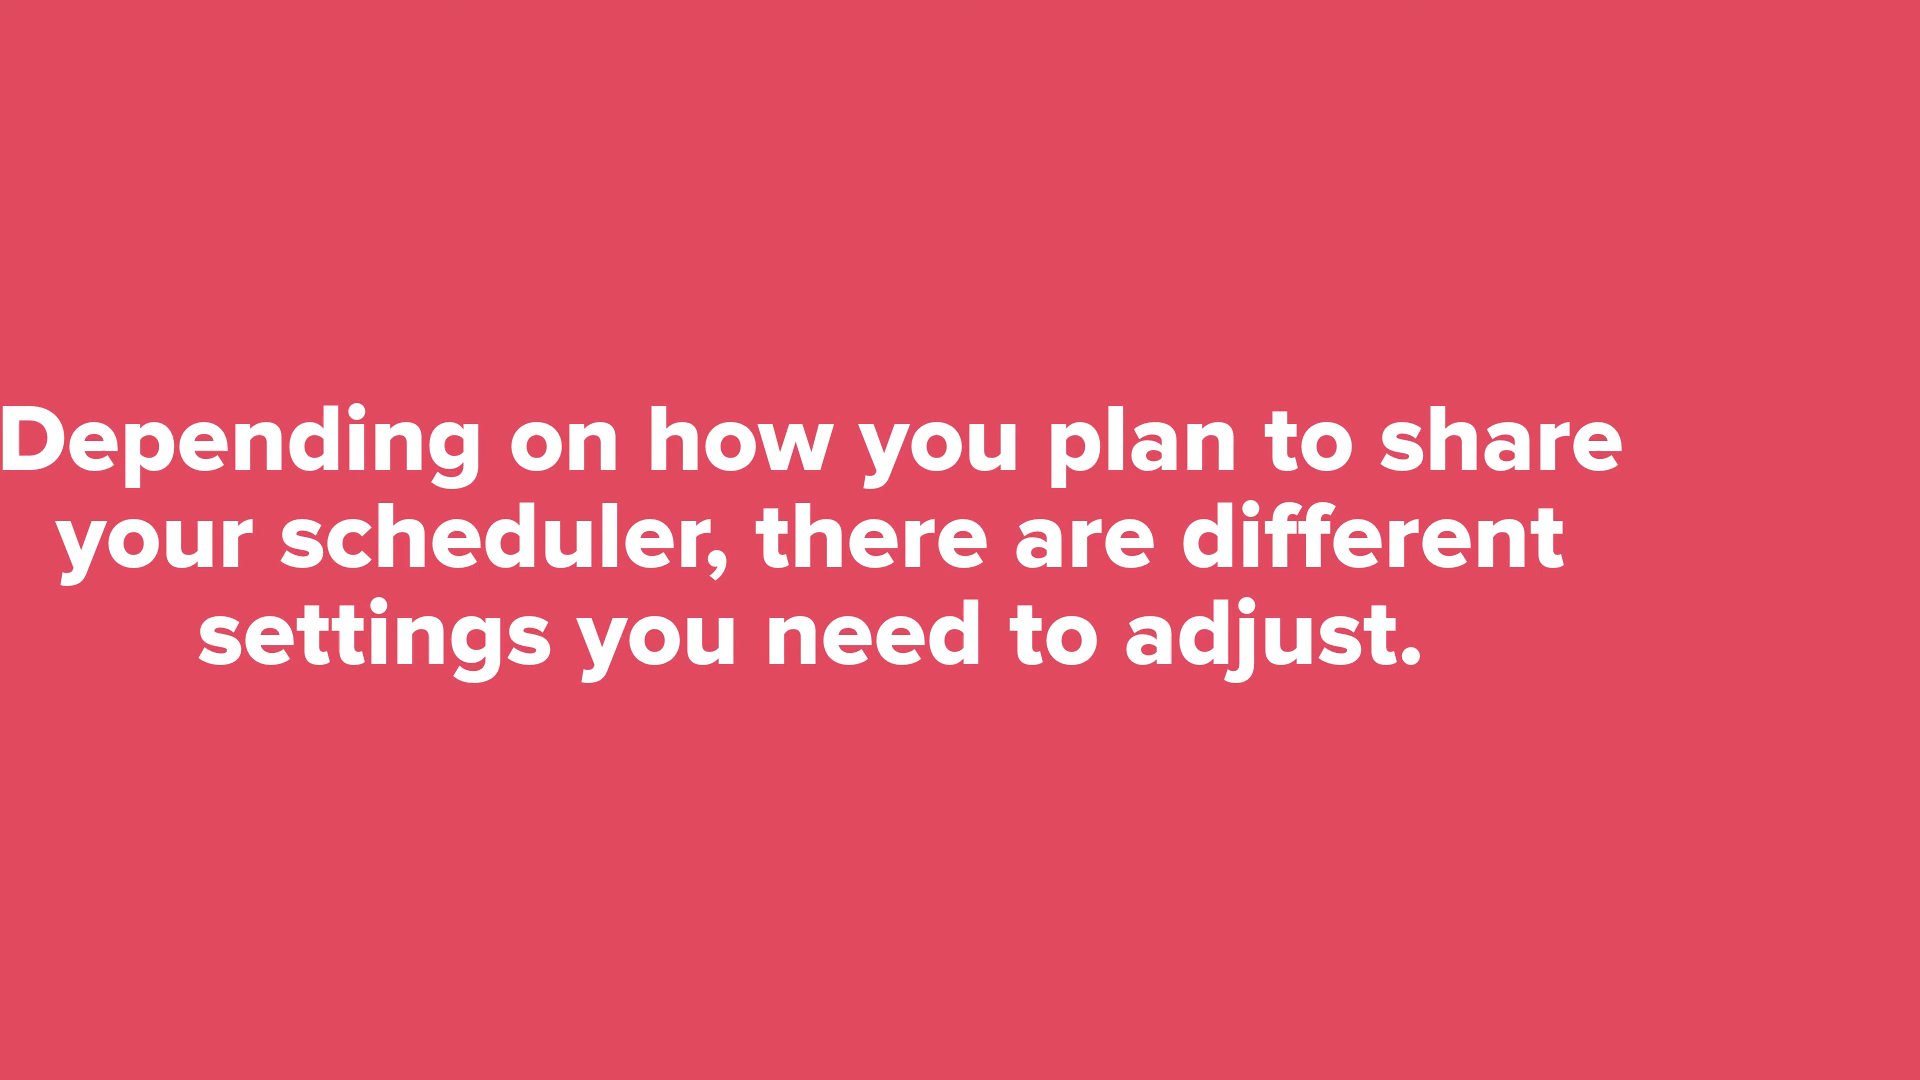 Depending on how you plan to share
your scheduler, there are different
settings you need to adjust.